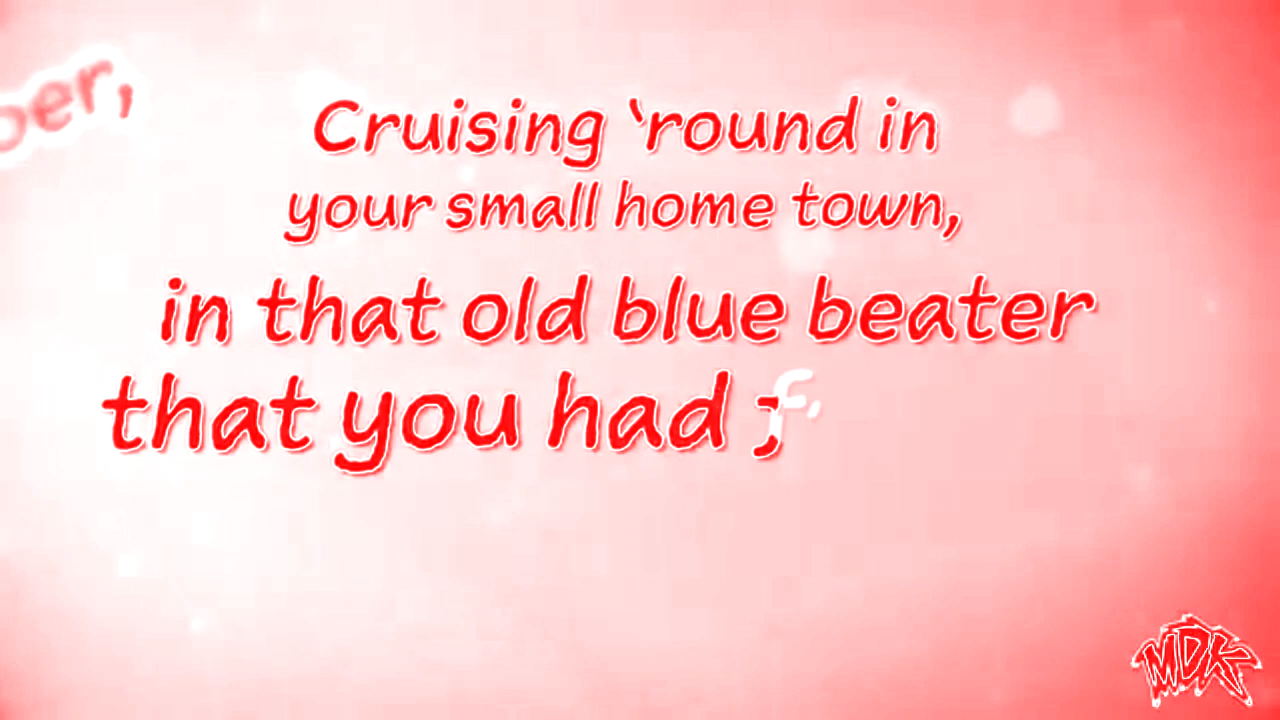 Cruising ‘round in
your small home town,
in that old blue beater
that you had
MDK